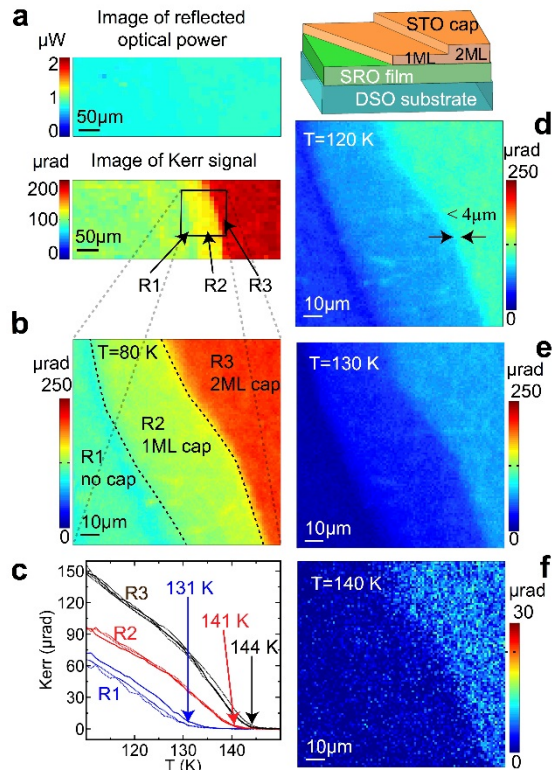 a
Image of reflected
optical power
μW
2
1
0
50μm
Image of Kerr signal
μrad
200
100
0
50μm
R1
R2
R3
STO cap
1ML
2ML
SRO film
DSO substrate
b
μrad
250
0
T=80 K
R3
2ML cap
R2
1ML cap
R1
no cap
10μm
c
Kerr (μrad)
150
120
90
60
30
0
R3
R2
R1
131 K
141 K
144 K
120
130
140
150
T (K)
d
T=120 K
μrad
250
0
< 4μm
10μm
e
T=130 K
μrad
250
0
10μm
f
T=140 K
μrad
30
0
10μm